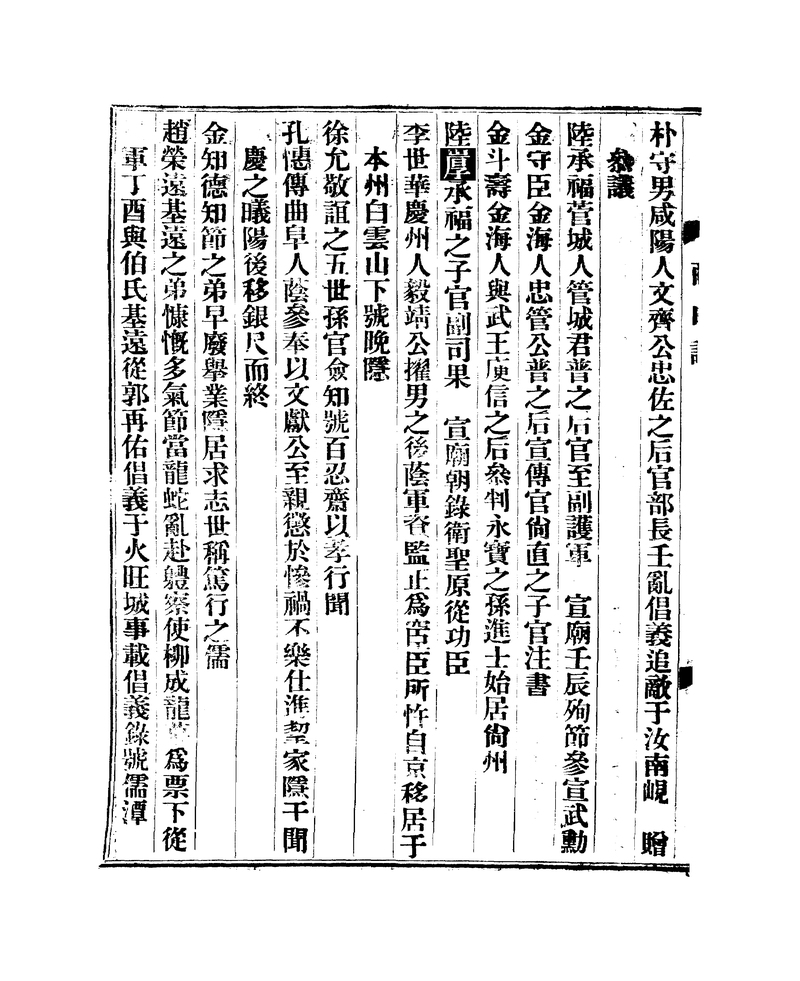 朴守男咸陽人文齊公忠佐之后官部長壬亂倡義追敵于汝南峴　贈
參議
陸承福菅城人管城君普之后官至副護軍　宣廟壬辰殉節參宣武勳
金守臣金海人忠管公普之后宣傳官尙直之子官注書
金斗壽金海人與武王庾信之后叅判永寶之孫進士始居尙州
陸承福之子官副司果　宣廟朝錄衛聖原從功臣
李世華慶州人毅靖公擢男之後蔭軍資監正爲宦臣所忤自京移居于
本州白雲山下號晩隱
徐允敬誼之五世孫官僉知號百忍齋以孝行聞
孔憓傳曲阜人蔭參奉以文獻公至親懲於慘禍不樂仕進挈家隱于聞
慶之曦陽後移銀尺而終
金知德知節之弟早廢擧業隱居求志世稱篤行之儒
趙榮遠基遠之弟慷慨多氣節當龍蛇亂赴軆察使柳成龍幕爲票下從
軍丁酉與伯氏基遠從郭再佑倡義于火旺城事載倡義錄號儒潭